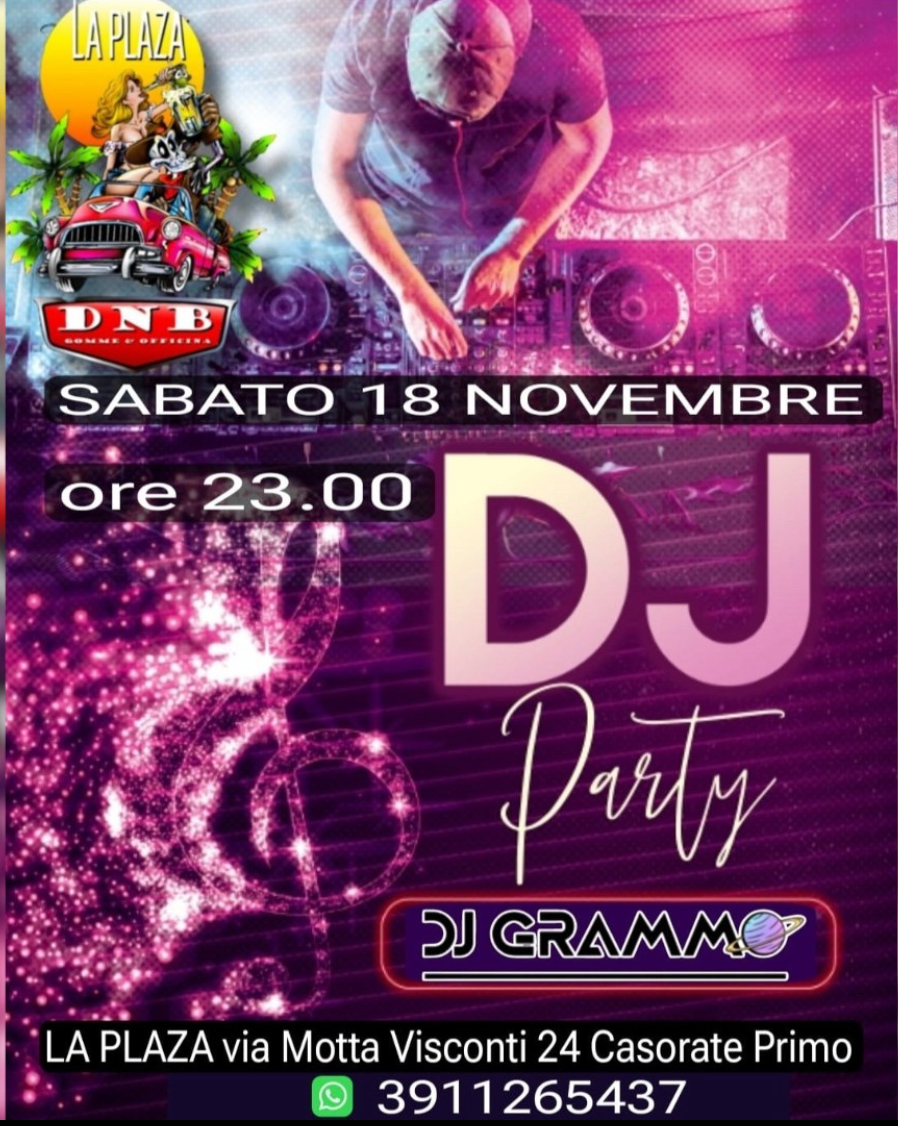 LA PLAZA
DNB
GOMME & OFFICINA
SABATO 18 NOVEMBRE
ore 23.00
DJ
Party
DJ GRAMMO
LA PLAZA via Motta Visconti 24 Casorate Primo
3911265437